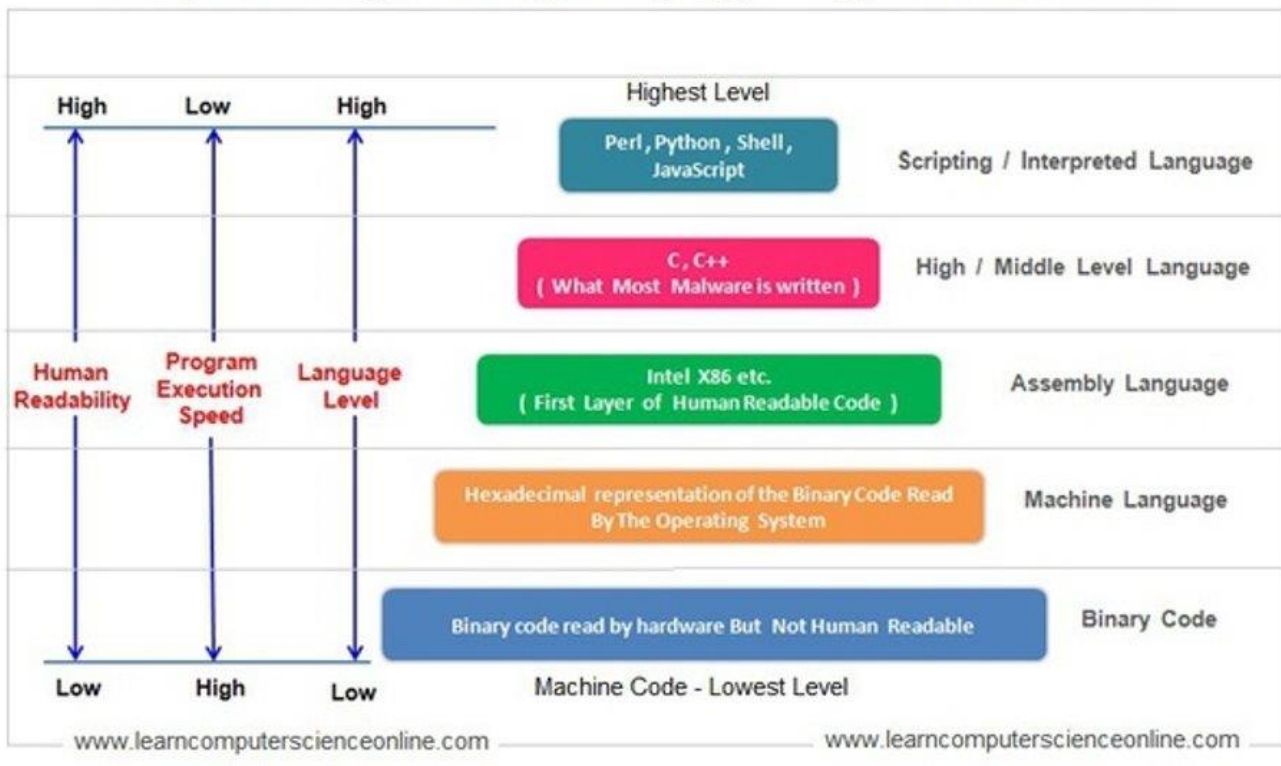 High Low High
Highest Level
Perl, Python , Shell ,
JavaScript
Scripting / Interpreted Language
C , C++
( What Most Malware is written )
High / Middle Level Language
Human
Readability
Program
Execution
Speed
Language
Level
Intel X86 etc.
( First Layer of Human Readable Code )
Assembly Language
Hexadecimal representation of the Binary Code Read
By The Operating System
Machine Language
Binary code read by hardware But Not Human Readable
Binary Code
Low High Low
Machine Code - Lowest Level
www.learncomputerscienceonline.com
www.learncomputerscienceonline.com